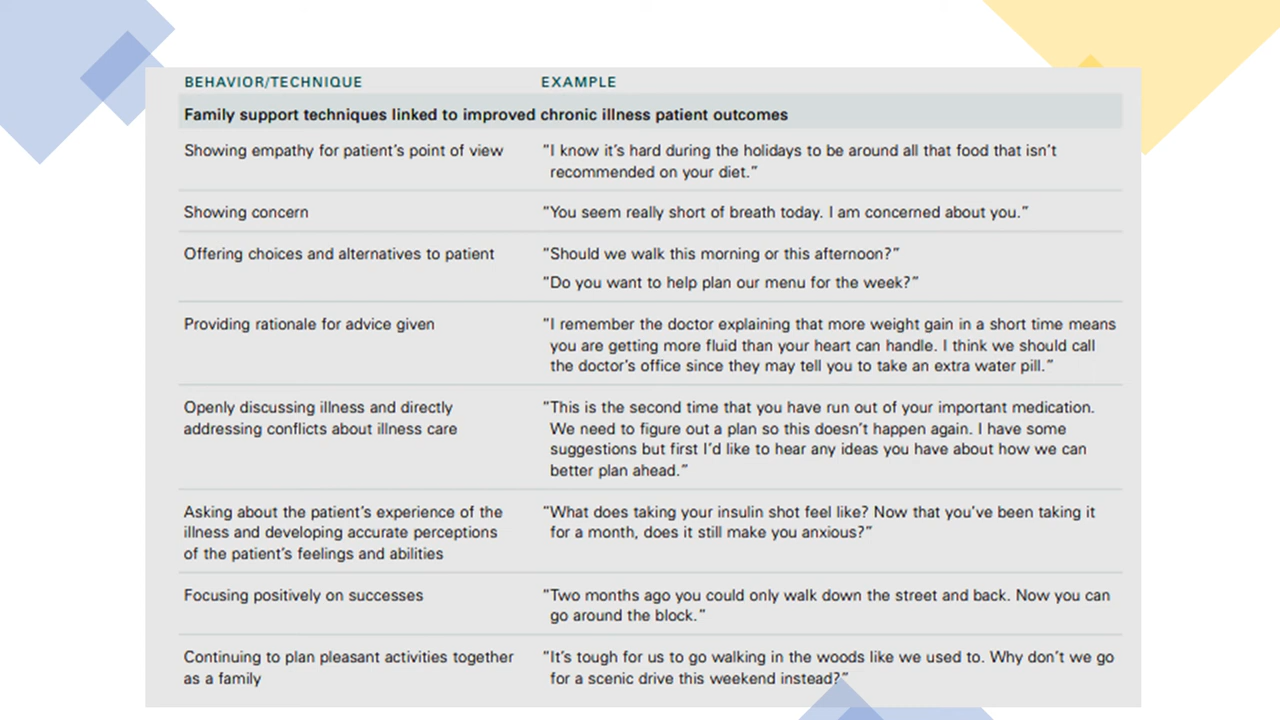 BEHAVIOR/TECHNIQUE EXAMPLE
Family support techniques linked to improved chronic illness patient outcomes
Showing empathy for patient's point of view "I know it's hard during the holidays to be around all that food that isn't
recommended on your diet."
Showing concern "You seem really short of breath today. I am concerned about you."
Offering choices and alternatives to patient "Should we walk this morning or this afternoon?"
"Do you want to help plan our menu for the week?"
Providing rationale for advice given "I remember the doctor explaining that more weight gain in a short time means
you are getting more fluid than your heart can handle. I think we should call
the doctor's office since they may tell you to take an extra water pill."
Openly discussing illness and directly "This is the second time that you have run out of your important medication.
addressing conflicts about illness care We need to figure out a plan so this doesn't happen again. I have some
suggestions but first I'd like to hear any ideas you have about how we can
better plan ahead."
Asking about the patient's experience of the "What does taking your insulin shot feel like? Now that you've been taking it
illness and developing accurate perceptions for a month, does it still make you anxious?"
of the patient's feelings and abilities
Focusing positively on successes "Two months ago you could only walk down the street and back. Now you can
go around the block."
Continuing to plan pleasant activities together "It's tough for us to go walking in the woods like we used to. Why don't we go
as a family for a scenic drive this weekend instead?"